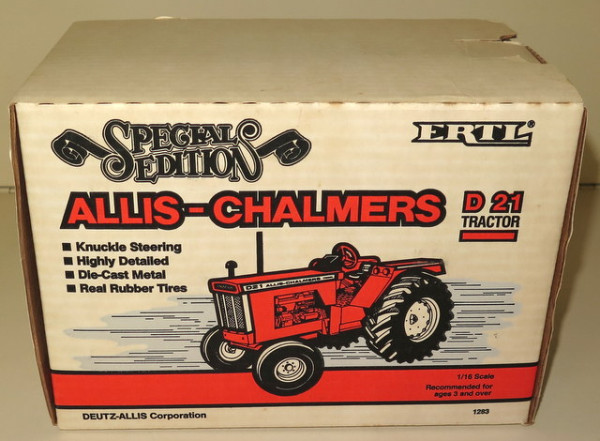 SPECIAL EDITION
ERTL®
ALLIS-CHALMERS
D 21
TRACTOR
■ Knuckle Steering
■ Highly Detailed
■ Die-Cast Metal
■ Real Rubber Tires
D21 ALLIS-CHALMERS
1/16 Scale
Recommended for
ages 3 and over
DEUTZ-ALLIS Corporation
1283